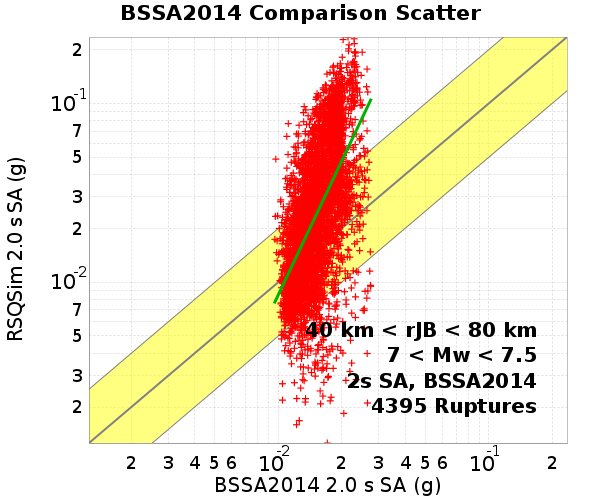 BSSA2014 Comparison Scatter
RSQSim 2.0 s SA (g)
2
10-1
7
5
3
2
10-2
7
5
3
2
40 km < rJB < 80 km
7 < Mw < 7.5
2s SA, BSSA2014
4395 Ruptures
2 3 4 5 6 10-2 2 3 4 5 6 10-1 2
BSSA2014 2.0 s SA (g)